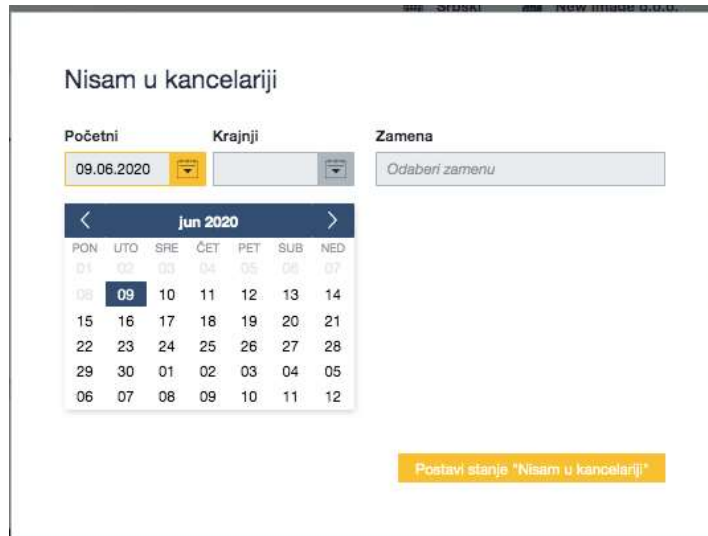 Srpski New Image d.o.o.
Nisam u kancelariji
Početni Krajnji Zamena
09.06.2020 Odaberi zamenu
jun 2020
PON UTO SRE ČET PET SUB NED
01 02 03 04 05 06 07
08 09 10 11 12 13 14
15 16 17 18 19 20 21
22 23 24 25 26 27 28
29 30 01 02 03 04 05
06 07 08 09 10 11 12
Postavi stanje "Nisam u kancelariji"